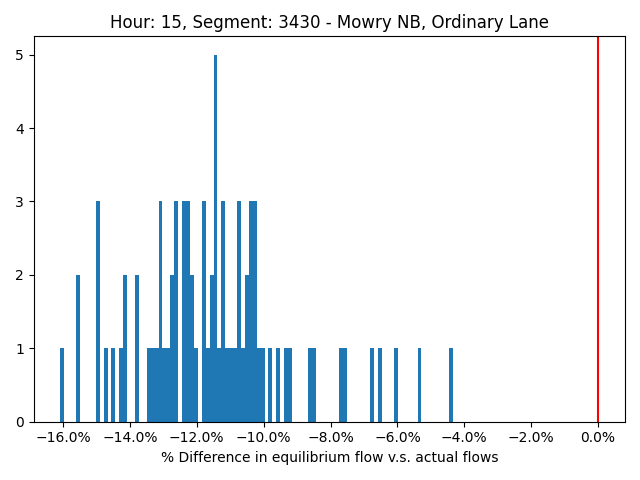 Hour: 15, Segment: 3430 - Mowry NB, Ordinary Lane
5
4
3
2
1
0
−16.0% −14.0% −12.0% −10.0% −8.0% −6.0% −4.0% −2.0% 0.0%
% Difference in equilibrium flow v.s. actual flows